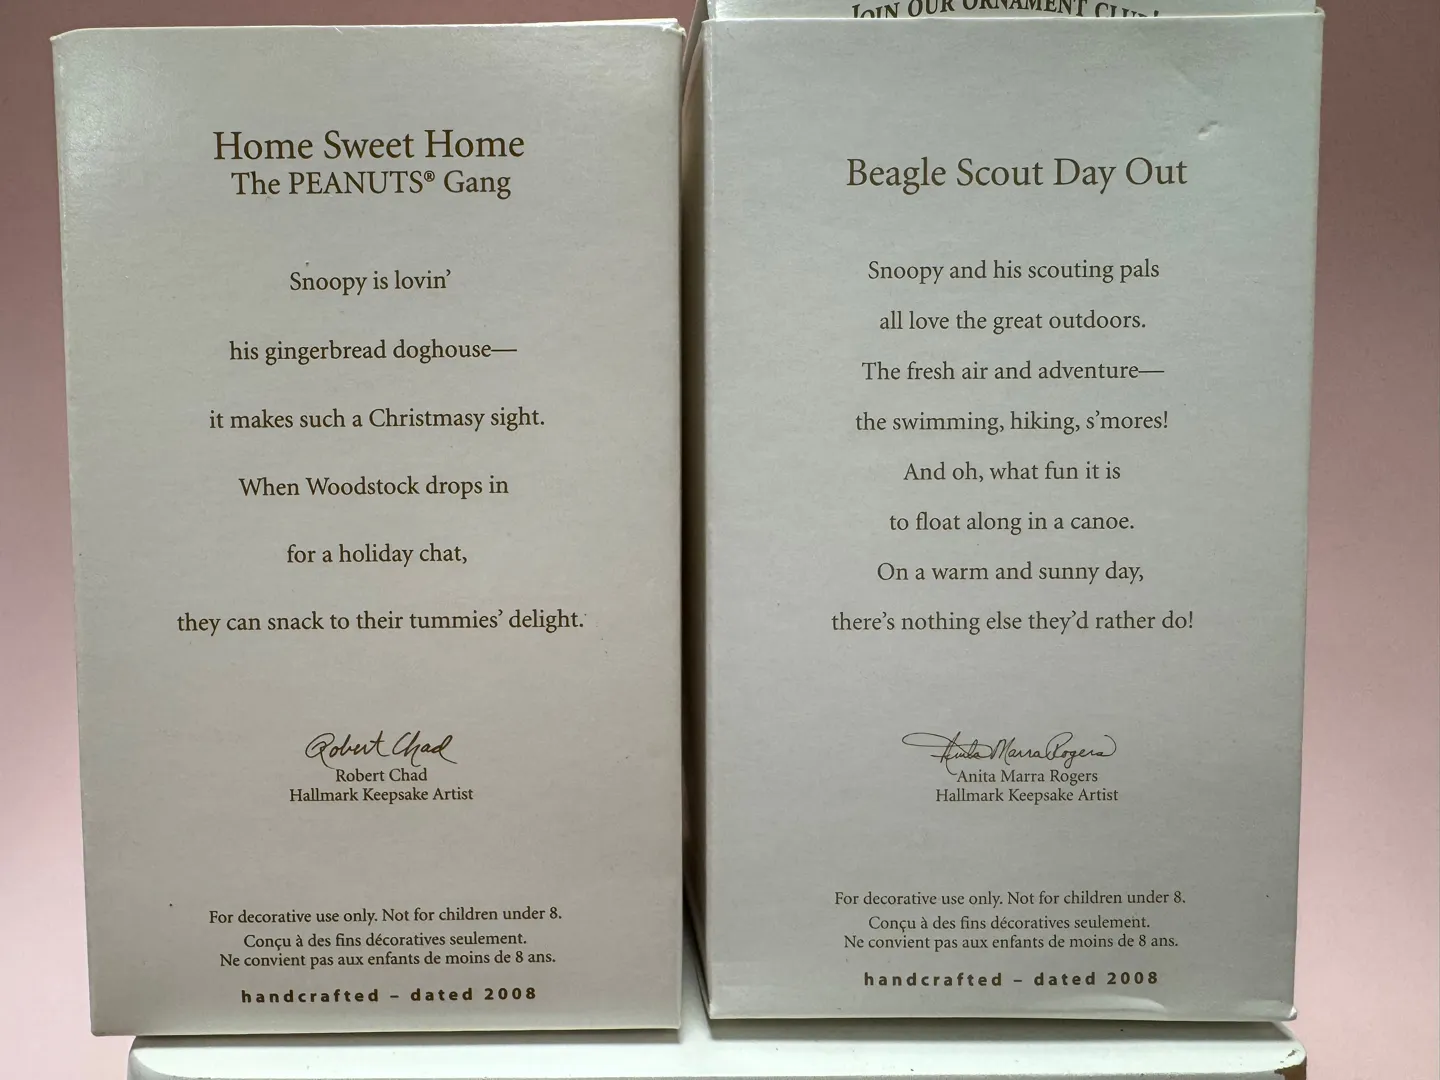 Home Sweet Home
The PEANUTS® Gang
Snoopy is lovin’
his gingerbread doghouse—
it makes such a Christmasy sight.
When Woodstock drops in
for a holiday chat,
they can snack to their tummies’ delight.
Robert Chad
Robert Chad
Hallmark Keepsake Artist
For decorative use only. Not for children under 8.
Conçu à des fins décoratives seulement.
Ne convient pas aux enfants de moins de 8 ans.
handcrafted – dated 2008
JOIN OUR ORNAMENT CLUB!
Beagle Scout Day Out
Snoopy and his scouting pals
all love the great outdoors.
The fresh air and adventure—
the swimming, hiking, s’mores!
And oh, what fun it is
to float along in a canoe.
On a warm and sunny day,
there’s nothing else they’d rather do!
Anita Marra Rogers
Anita Marra Rogers
Hallmark Keepsake Artist
For decorative use only. Not for children under 8.
Conçu à des fins décoratives seulement.
Ne convient pas aux enfants de moins de 8 ans.
handcrafted – dated 2008